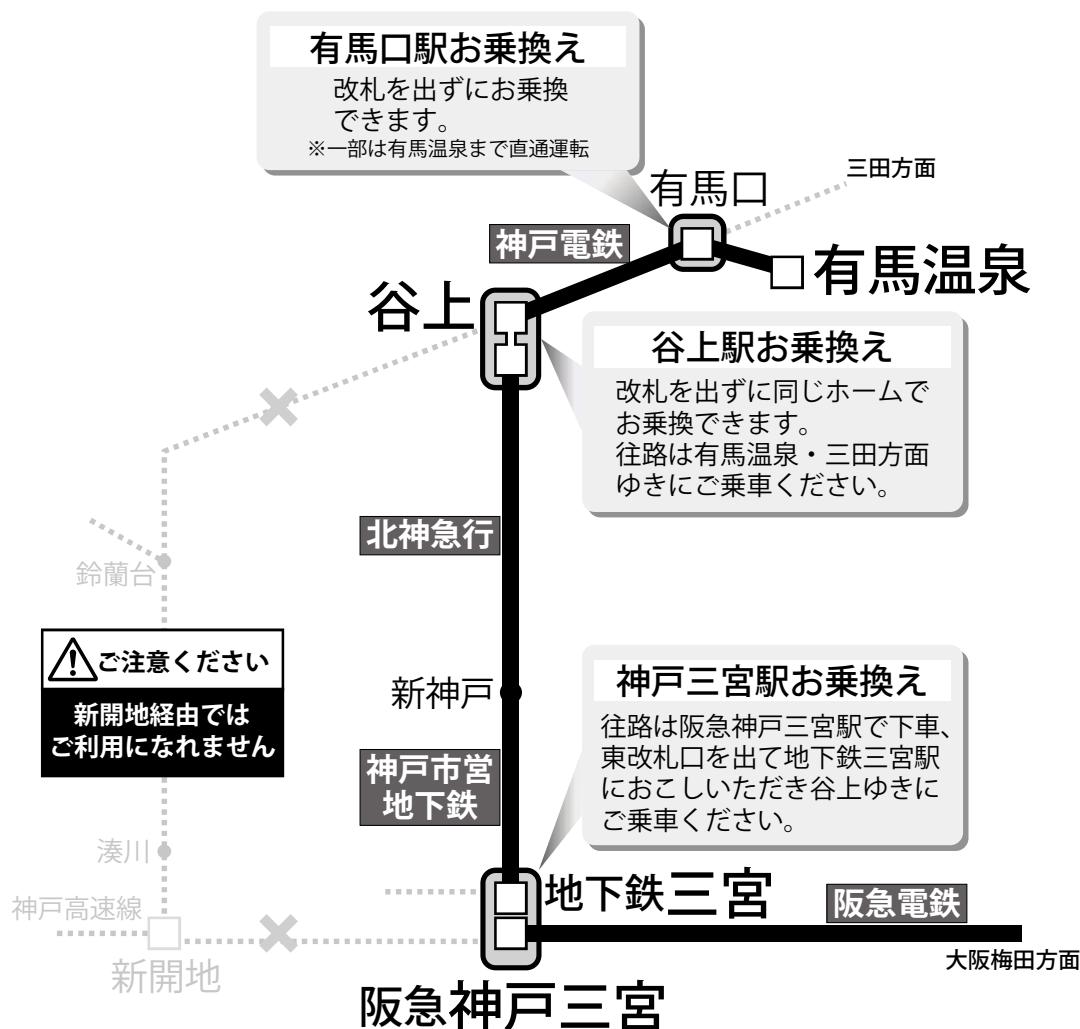 有馬口駅お乗換え
改札を出ずにお乗換
できます。
※一部は有馬温泉まで直通運転
三田方面
有馬口
神戸電鉄
有馬温泉
谷上
谷上駅お乗換え
改札を出ずに同じホームで
お乗換できます。
往路は有馬温泉・三田方面
ゆきにご乗車ください。
北神急行
鈴蘭台
ご注意ください
新開地経由では
ご利用になれません
新神戸
神戸三宮駅お乗換え
往路は阪急神戸三宮駅で下車、
東改札口を出て地下鉄三宮駅
におこしいただき谷上ゆきに
ご乗車ください。
神戸市営
地下鉄
湊川
地下鉄三宮
阪急電鉄
神戸高速線
新開地
大阪梅田方面
阪急神戸三宮